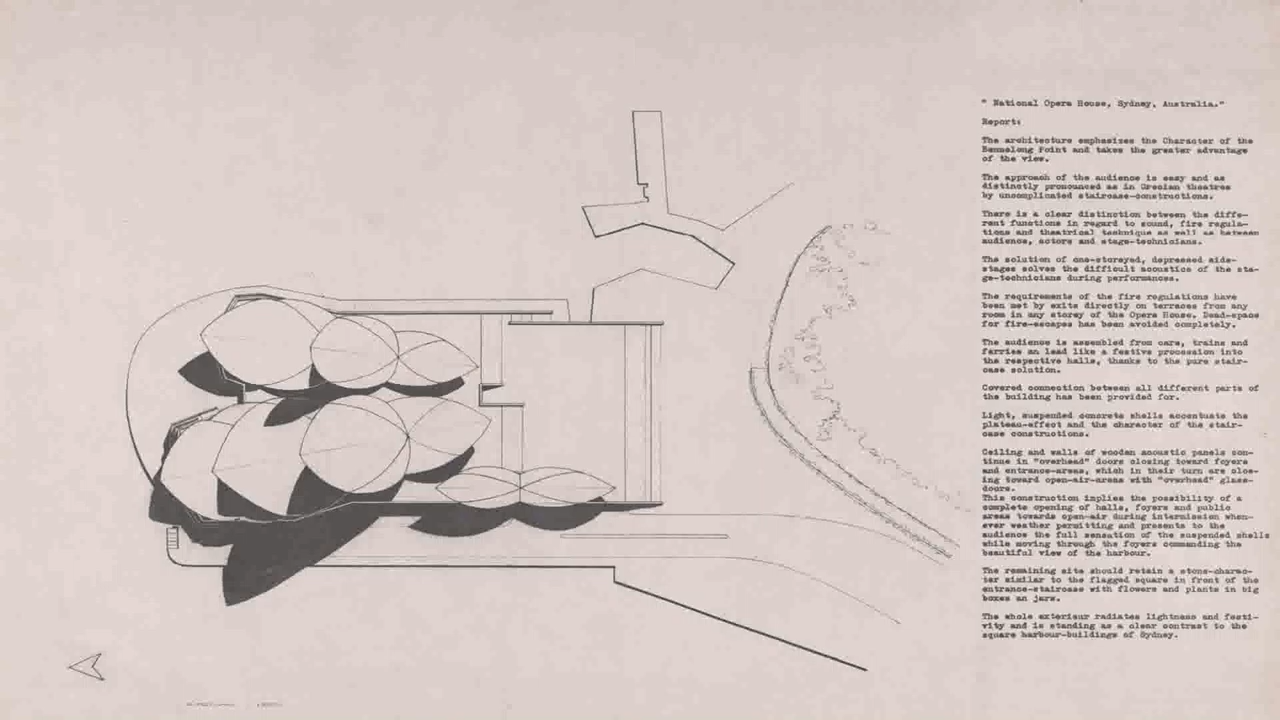 " National Opera House, Sydney, Australia."
Report:
The architecture emphasizes the Character of the
Bennelong Point and takes the greater advantage
of the view.
The approach of the audience is easy and as
distinctly pronounced as in Grecian theatres
by uncomplicated staircase-constructions.
There is a clear distinction between the diffe-
rent functions in regard to sound, fire regula-
tions and theatrical technique as well as between
audience, actors and stage-technicians.
The solution of one-storeyed, depressed side-
stages solves the difficult acoustics of the sta-
ge-technicians during performances.
The requirements of the fire regulations have
been met by exits directly on terraces from any
room in any storey of the Opera House. Dead-space
for fire-escapes has been avoided completely.
The audience is assembled from cars, trains and
ferries an lead like a festive procession into
the respective halls, thanks to the pure stair-
case solution.
Covered connection between all different parts of
the building has been provided for.
Light, suspended concrete shells accentuate the
plateau-effect and the character of the stair-
case constructions.
Ceiling and walls of wooden acoustic panels con-
tinue in "overhead" doors closing toward foyers
and entrance-areas, which in their turn are clos-
ing toward open-air-areas with "overhead" glass-
doors.
This construction implies the possibility of a
complete opening of halls, foyers and public
areas towards open-air during intermission when-
ever weather permitting and presents to the
audience the full sensation of the suspended shells
while moving through the foyers commanding the
beautiful view of the harbour.
The remaining site should retain a stone-charac-
ter similar to the flagged square in front of the
entrance-staircase with flowers and plants in big
boxes an jars.
The whole exterieur radiates lightness and festi-
vity and is standing as a clear contrast to the
square harbour-buildings of Sydney.